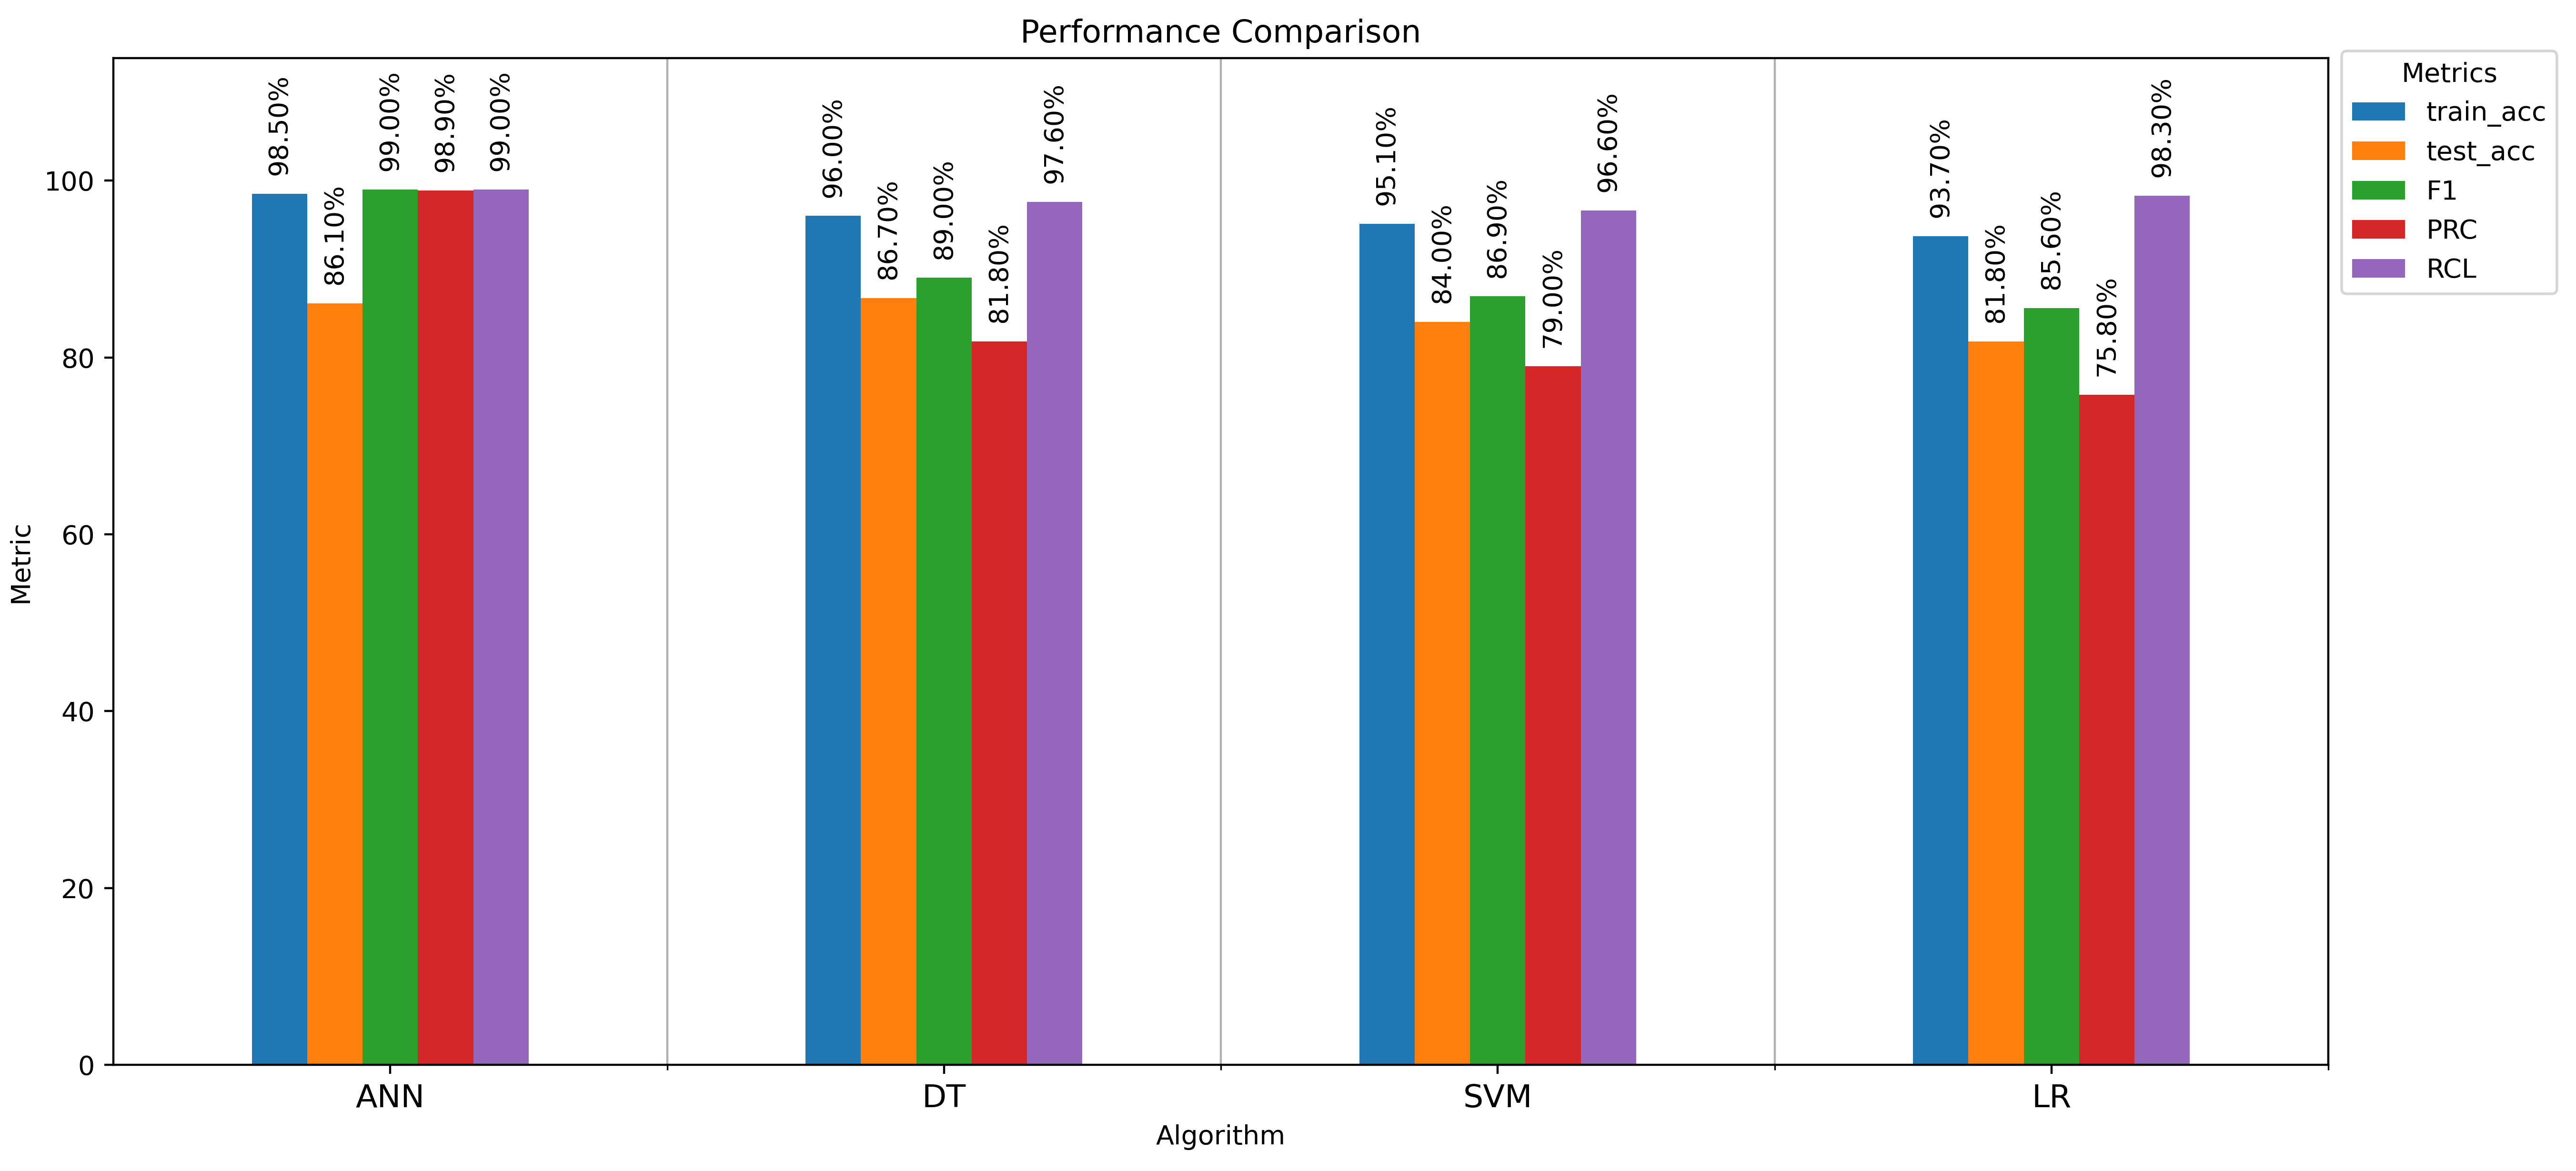 Performance Comparison
Metrics
train_acc
test_acc
F1
PRC
RCL
98.50%
86.10%
99.00%
98.90%
99.00%
96.00%
86.70%
89.00%
81.80%
97.60%
95.10%
84.00%
86.90%
79.00%
96.60%
93.70%
81.80%
85.60%
75.80%
98.30%
Metric
100
80
60
40
20
0
ANN
DT
SVM
LR
Algorithm